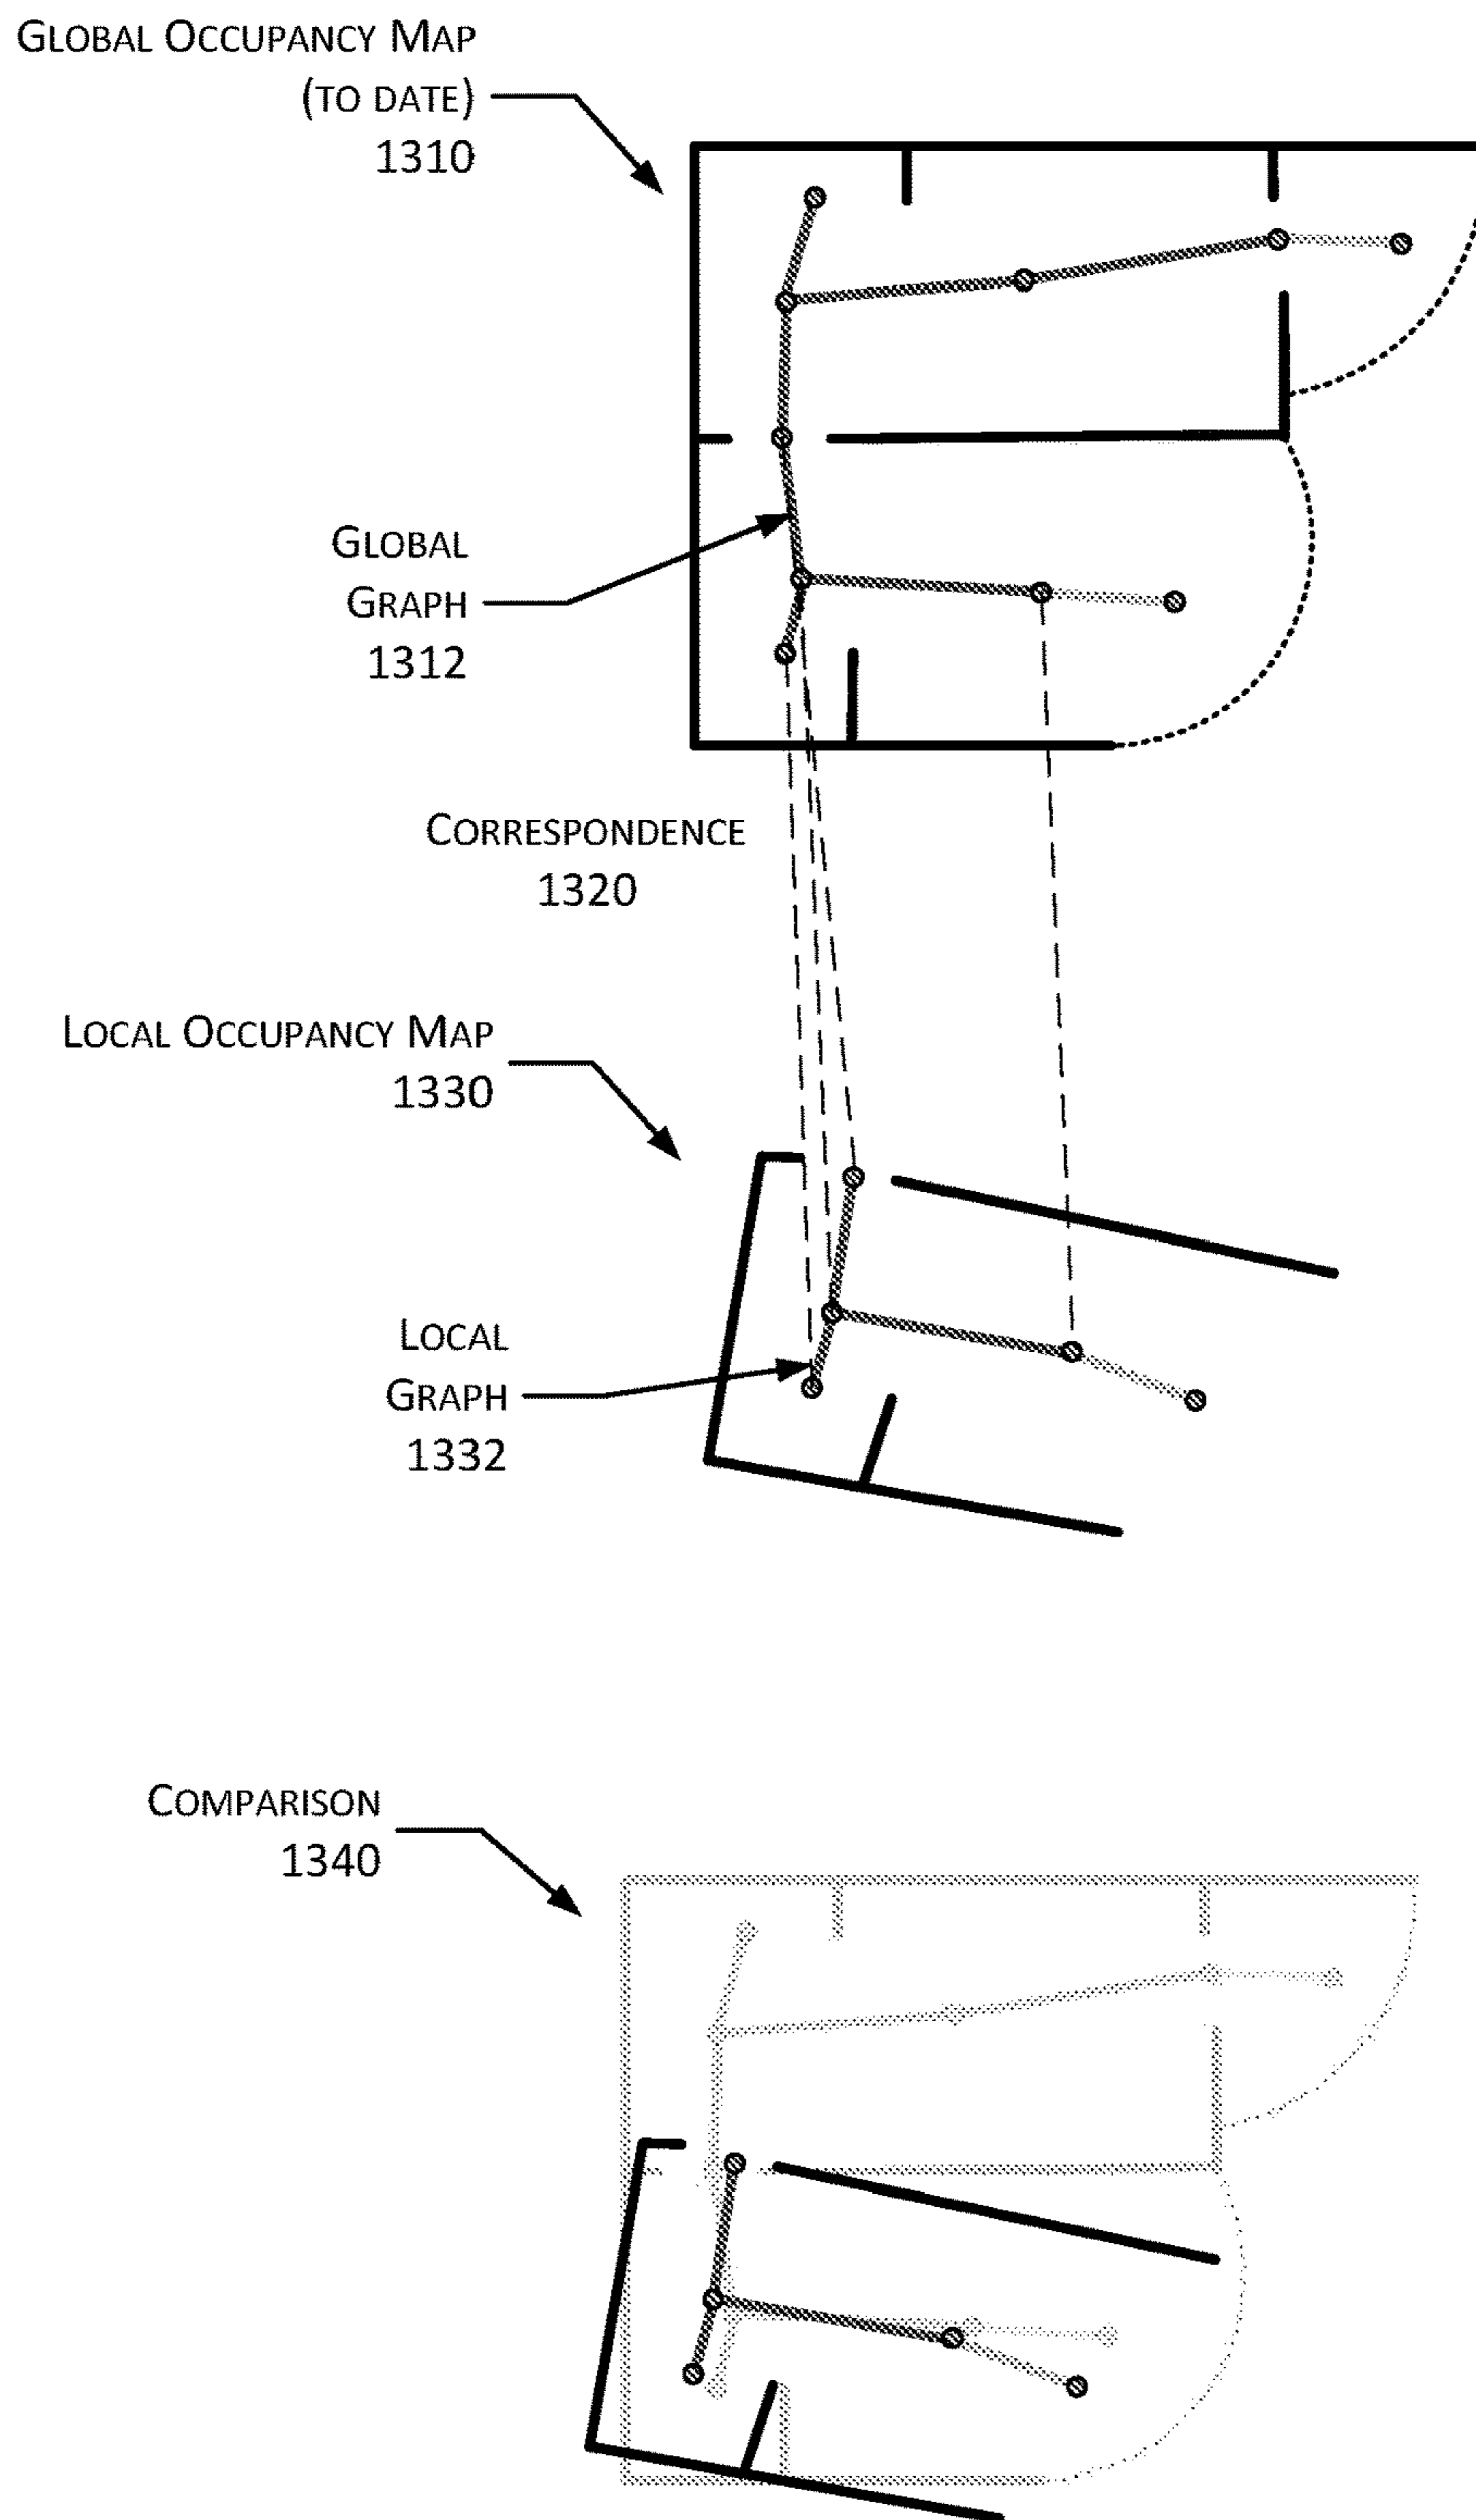 GLOBAL OCCUPANCY MAP
(TO DATE)
1310
GLOBAL
GRAPH
1312
CORRESPONDENCE
1320
LOCAL OCCUPANCY MAP
1330
LOCAL
GRAPH
1332
COMPARISON
1340